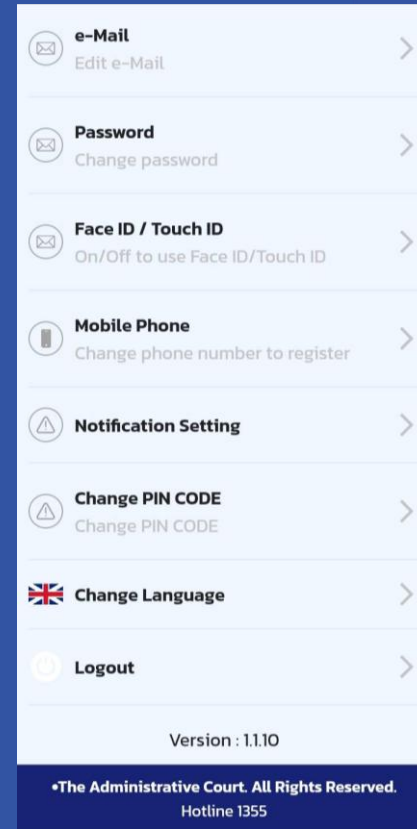 e-Mail
Edit e-Mail
Password
Change password
Face ID / Touch ID
On/Off to use Face ID/Touch ID
Mobile Phone
Change phone number to register
Notification Setting
Change PIN CODE
Change PIN CODE
Change Language
Logout
Version : 1.1.10
•The Administrative Court. All Rights Reserved.
Hotline 1355